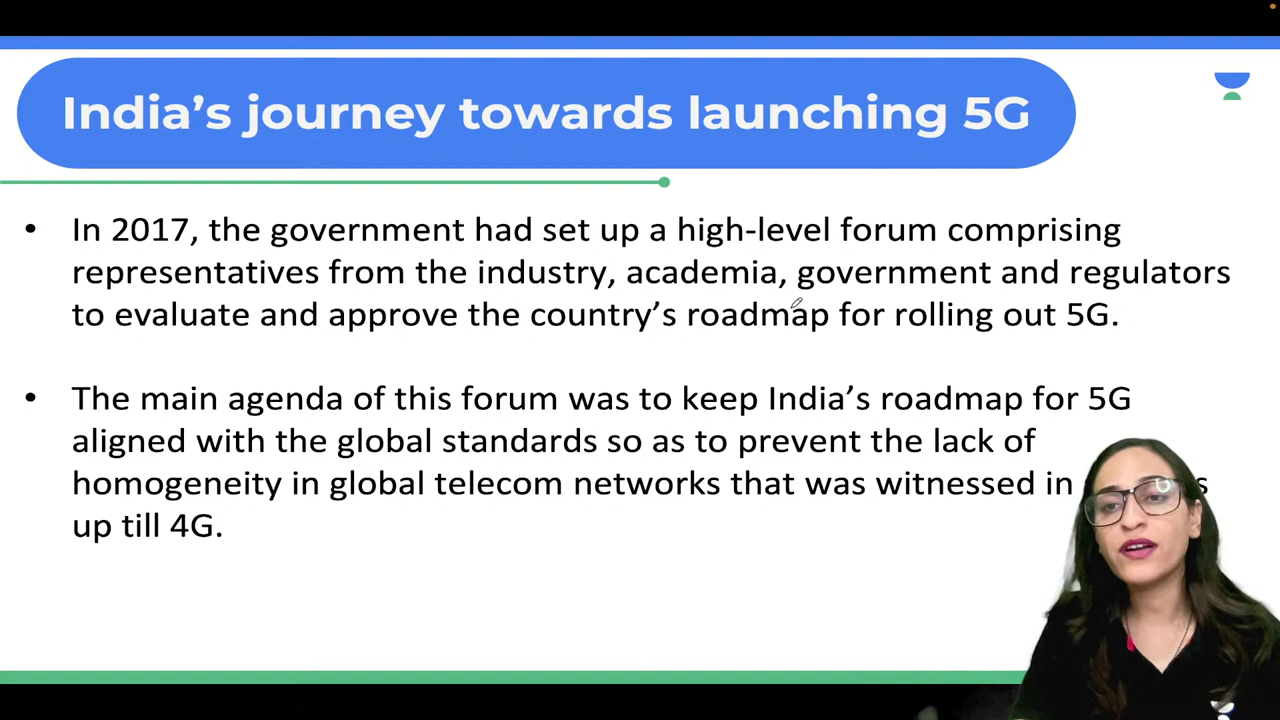 India’s journey towards launching 5G
• In 2017, the government had set up a high-level forum comprising
representatives from the industry, academia, government and regulators
to evaluate and approve the country’s roadmap for rolling out 5G.
• The main agenda of this forum was to keep India’s roadmap for 5G
aligned with the global standards so as to prevent the lack of
homogeneity in global telecom networks that was witnessed in
up till 4G.